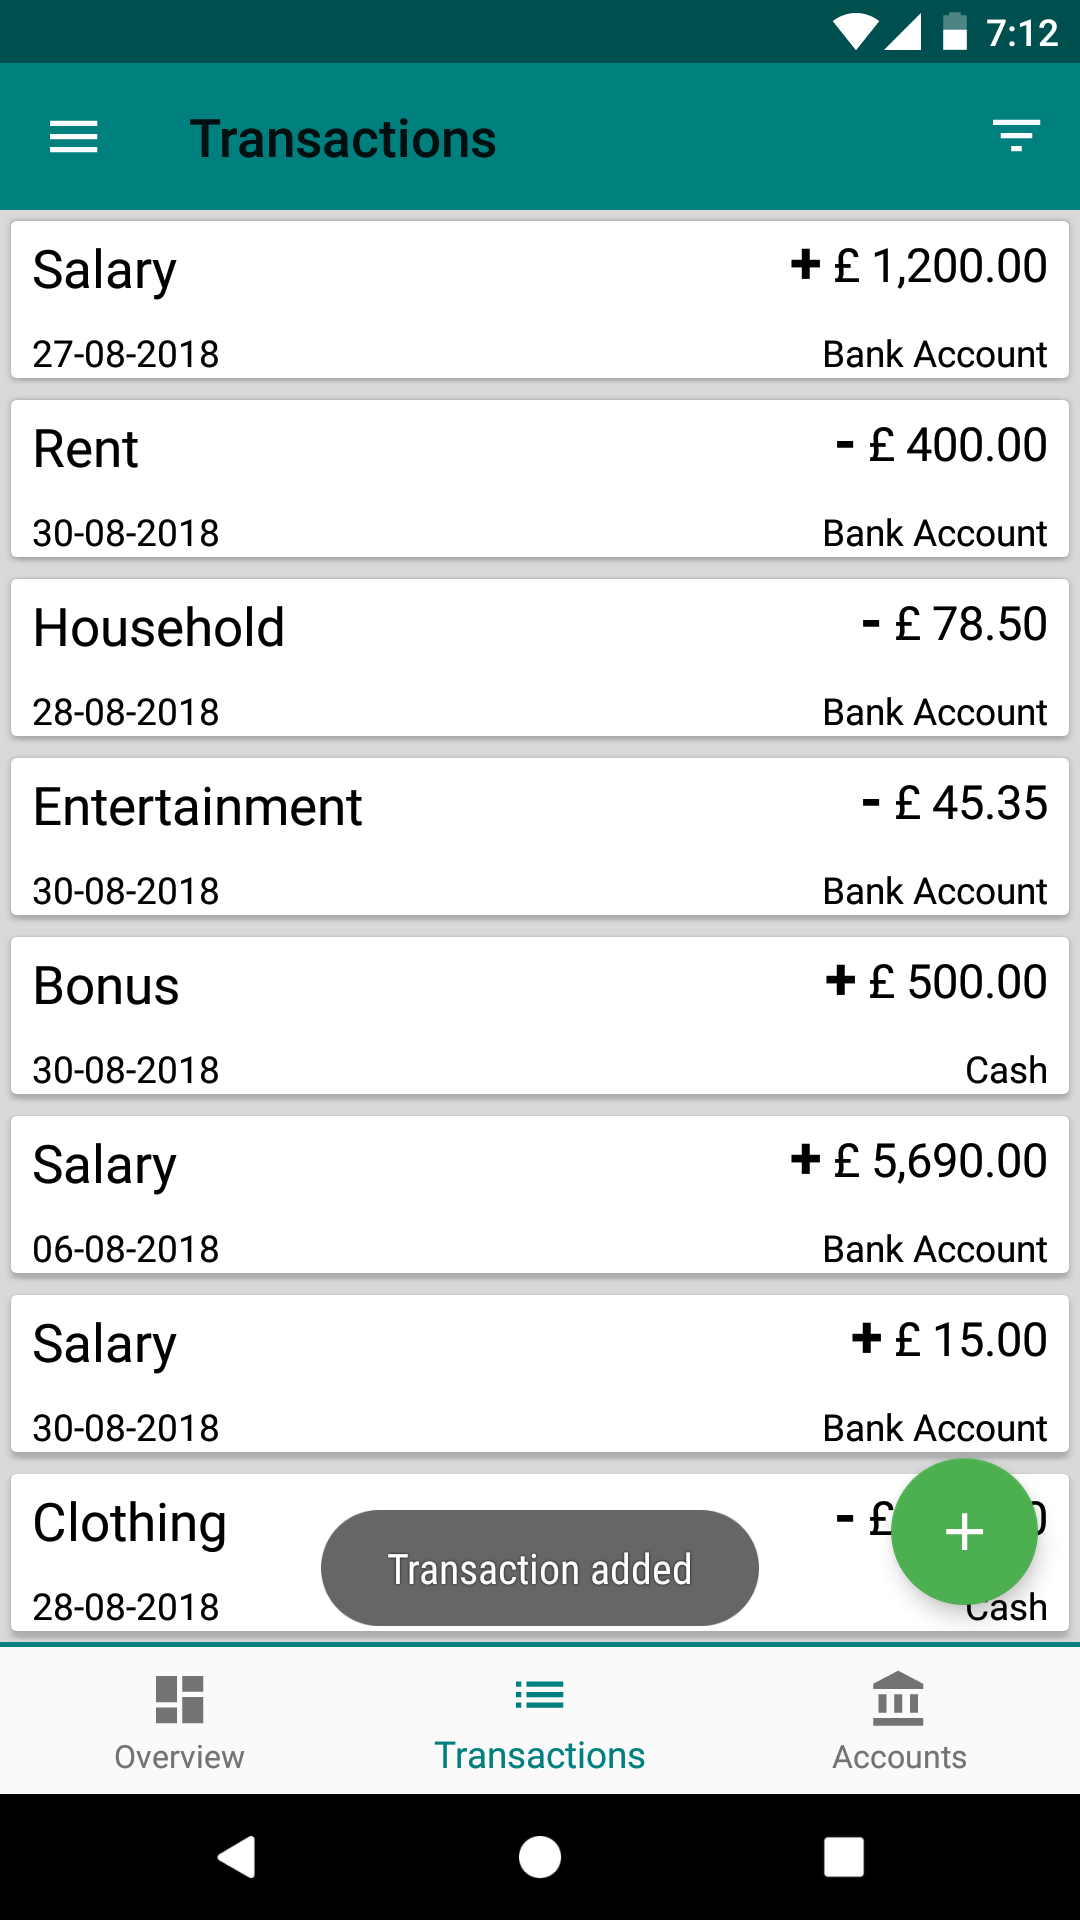 7:12
Transactions
Salary
+ £ 1,200.00
27-08-2018
Bank Account
Rent
- £ 400.00
30-08-2018
Bank Account
Household
- £ 78.50
28-08-2018
Bank Account
Entertainment
- £ 45.35
30-08-2018
Bank Account
Bonus
+ £ 500.00
30-08-2018
Cash
Salary
+ £ 5,690.00
06-08-2018
Bank Account
Salary
+ £ 15.00
30-08-2018
Bank Account
Clothing
- £
Transaction added
28-08-2018
Cash
Overview
Transactions
Accounts